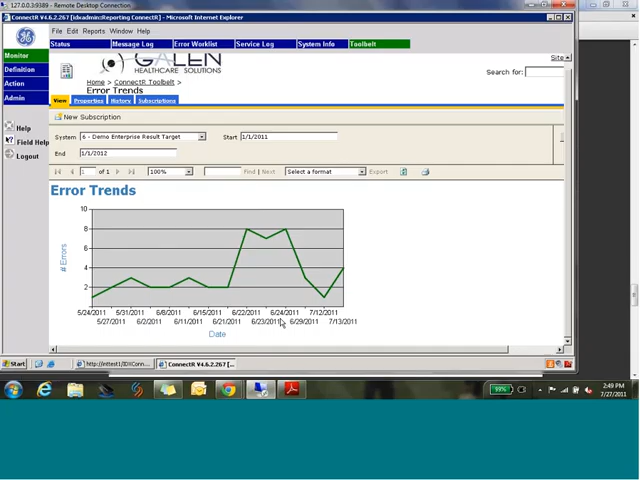 127.0.0.3:9389 - Remote Desktop Connection
ConnectR V4.6.2.267 [idxadmin:Reporting ConnectR] - Microsoft Internet Explorer
File Edit Reports Window Help
Status Message Log Error Worklist Service Log System Info Toolbelt
Monitor
Definition
Action
Admin
Help
Field Help
Logout
GALEN
HEALTHCARE SOLUTIONS
Site
Home > ConnectR Toolbelt >
Error Trends
Search for:
View Properties History Subscriptions
New Subscription
System 6 - Demo Enterprise Result Target Start 1/1/2011
End 1/1/2012
1 of 1 100% Find | Next Select a format Export
Error Trends
10
8
6
4
2
# Errors
5/24/2011 5/31/2011 6/8/2011 6/15/2011 6/22/2011 6/24/2011 7/12/2011
5/27/2011 6/2/2011 6/11/2011 6/21/2011 6/23/2011 6/29/2011 7/13/2011
Date
Start http://inttest1/IDXConn... ConnectR V4.6.2.267 [...
99% 2:49 PM
7/27/2011